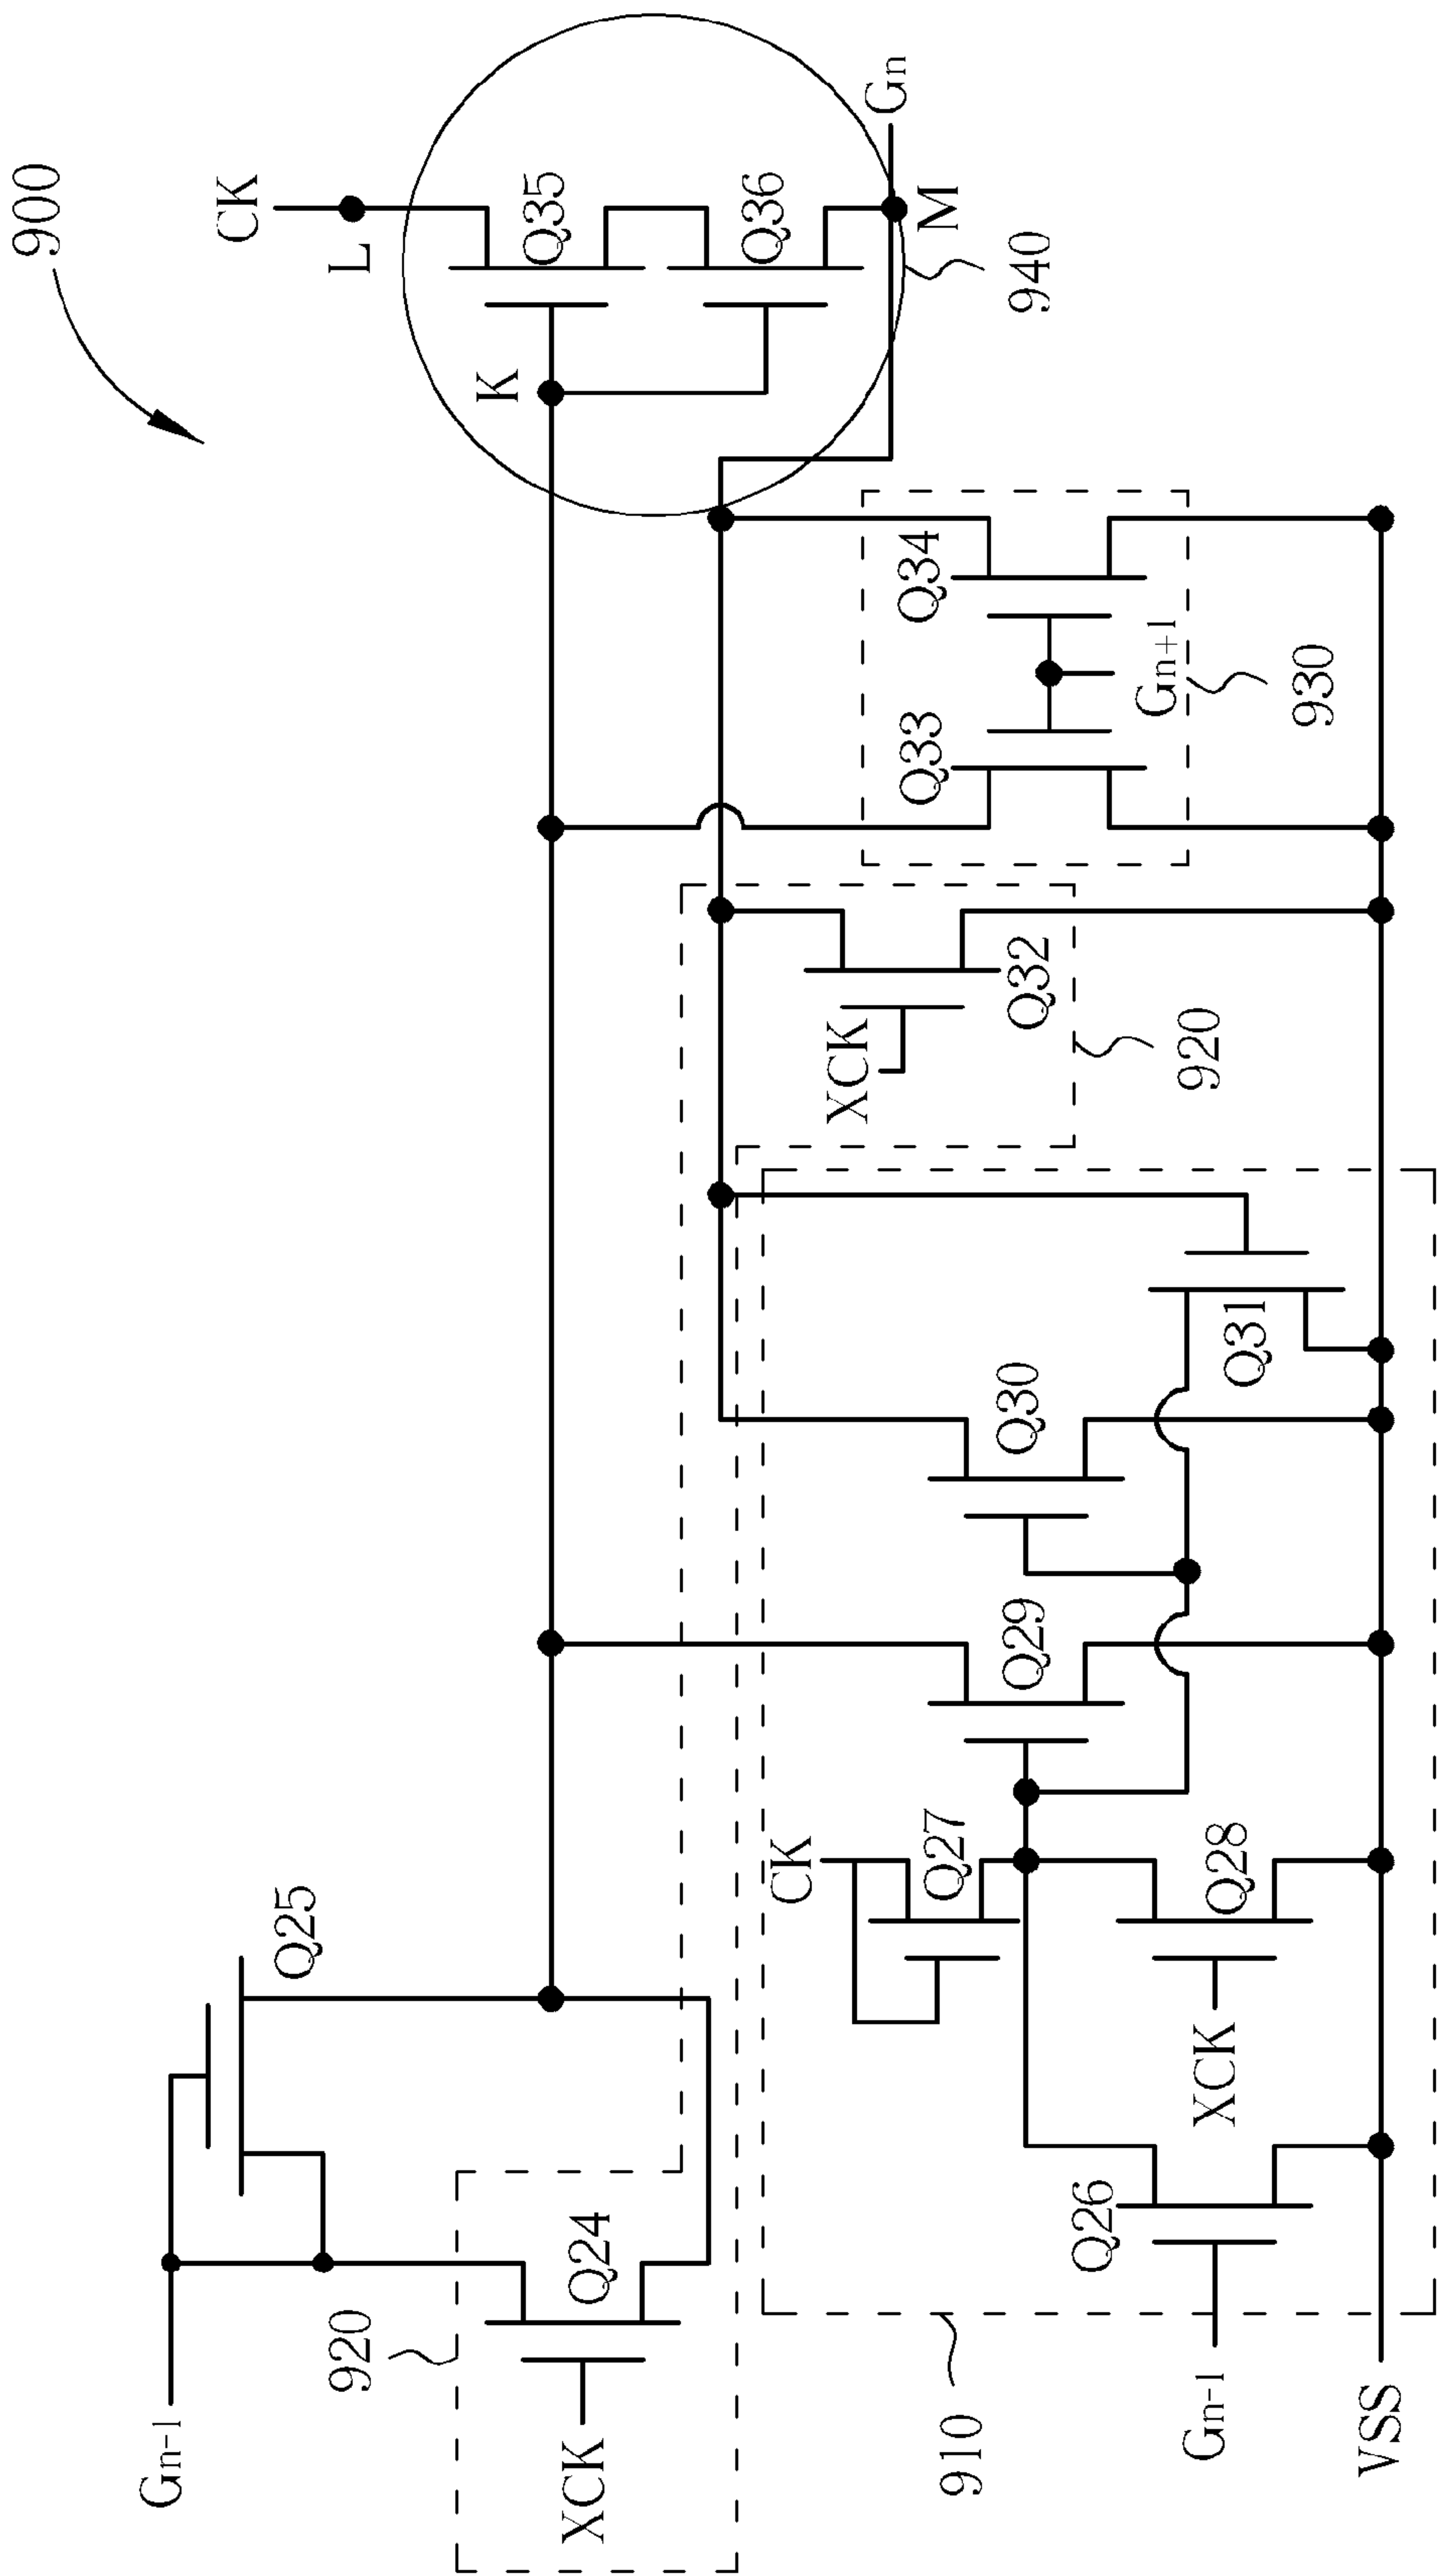 900
Gn-1
Q25
920
XCK
Q24
CK
L
K
Q35
Q36
Gn
M
940
XCK
Q32
920
Q33
Q34
Gn+1
930
910
Gn-1
Q26
XCK
Q28
CK
Q27
Q29
Q30
Q31
VSS